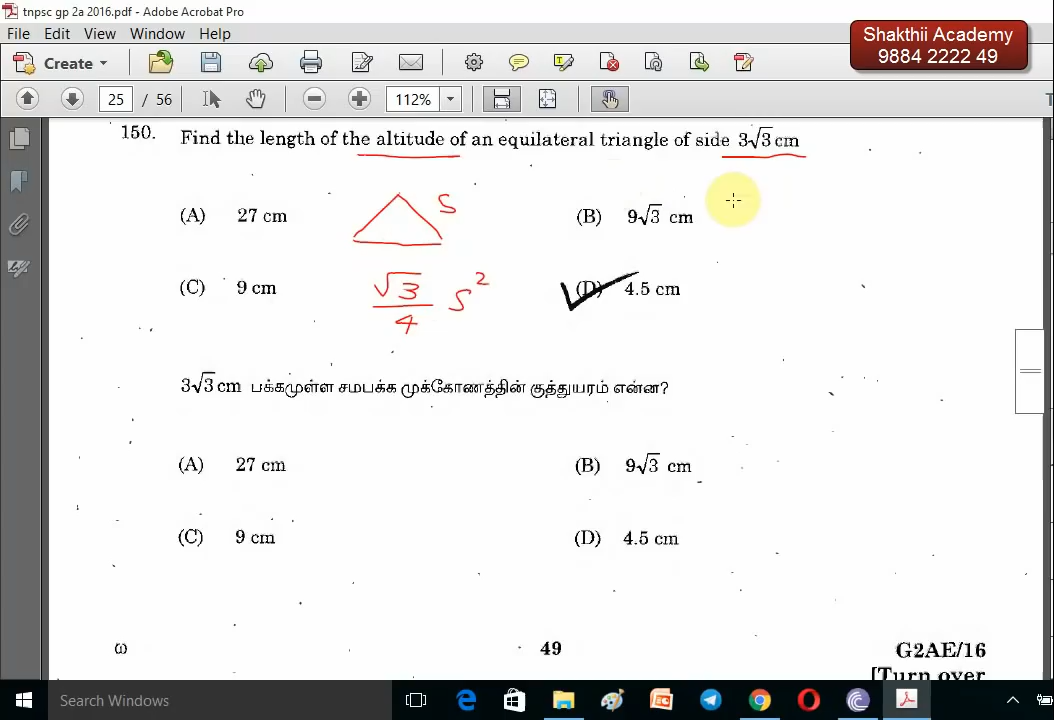 tnpsc gp 2a 2016.pdf - Adobe Acrobat Pro
File Edit View Window Help
Shakthii Academy
9884 2222 49
Create
25 / 56
112%
150. Find the length of the altitude of an equilateral triangle of side 3√3 cm
(A) 27 cm
S
(B) 9√3 cm
(C) 9 cm
√3/4 S²
(D) 4.5 cm
3√3 cm பக்கமுள்ள சமபக்க முக்கோணத்தின் குத்துயரம் என்ன?
(A) 27 cm
(B) 9√3 cm
(C) 9 cm
(D) 4.5 cm
ω
49
G2AE/16
[Turn over
Search Windows